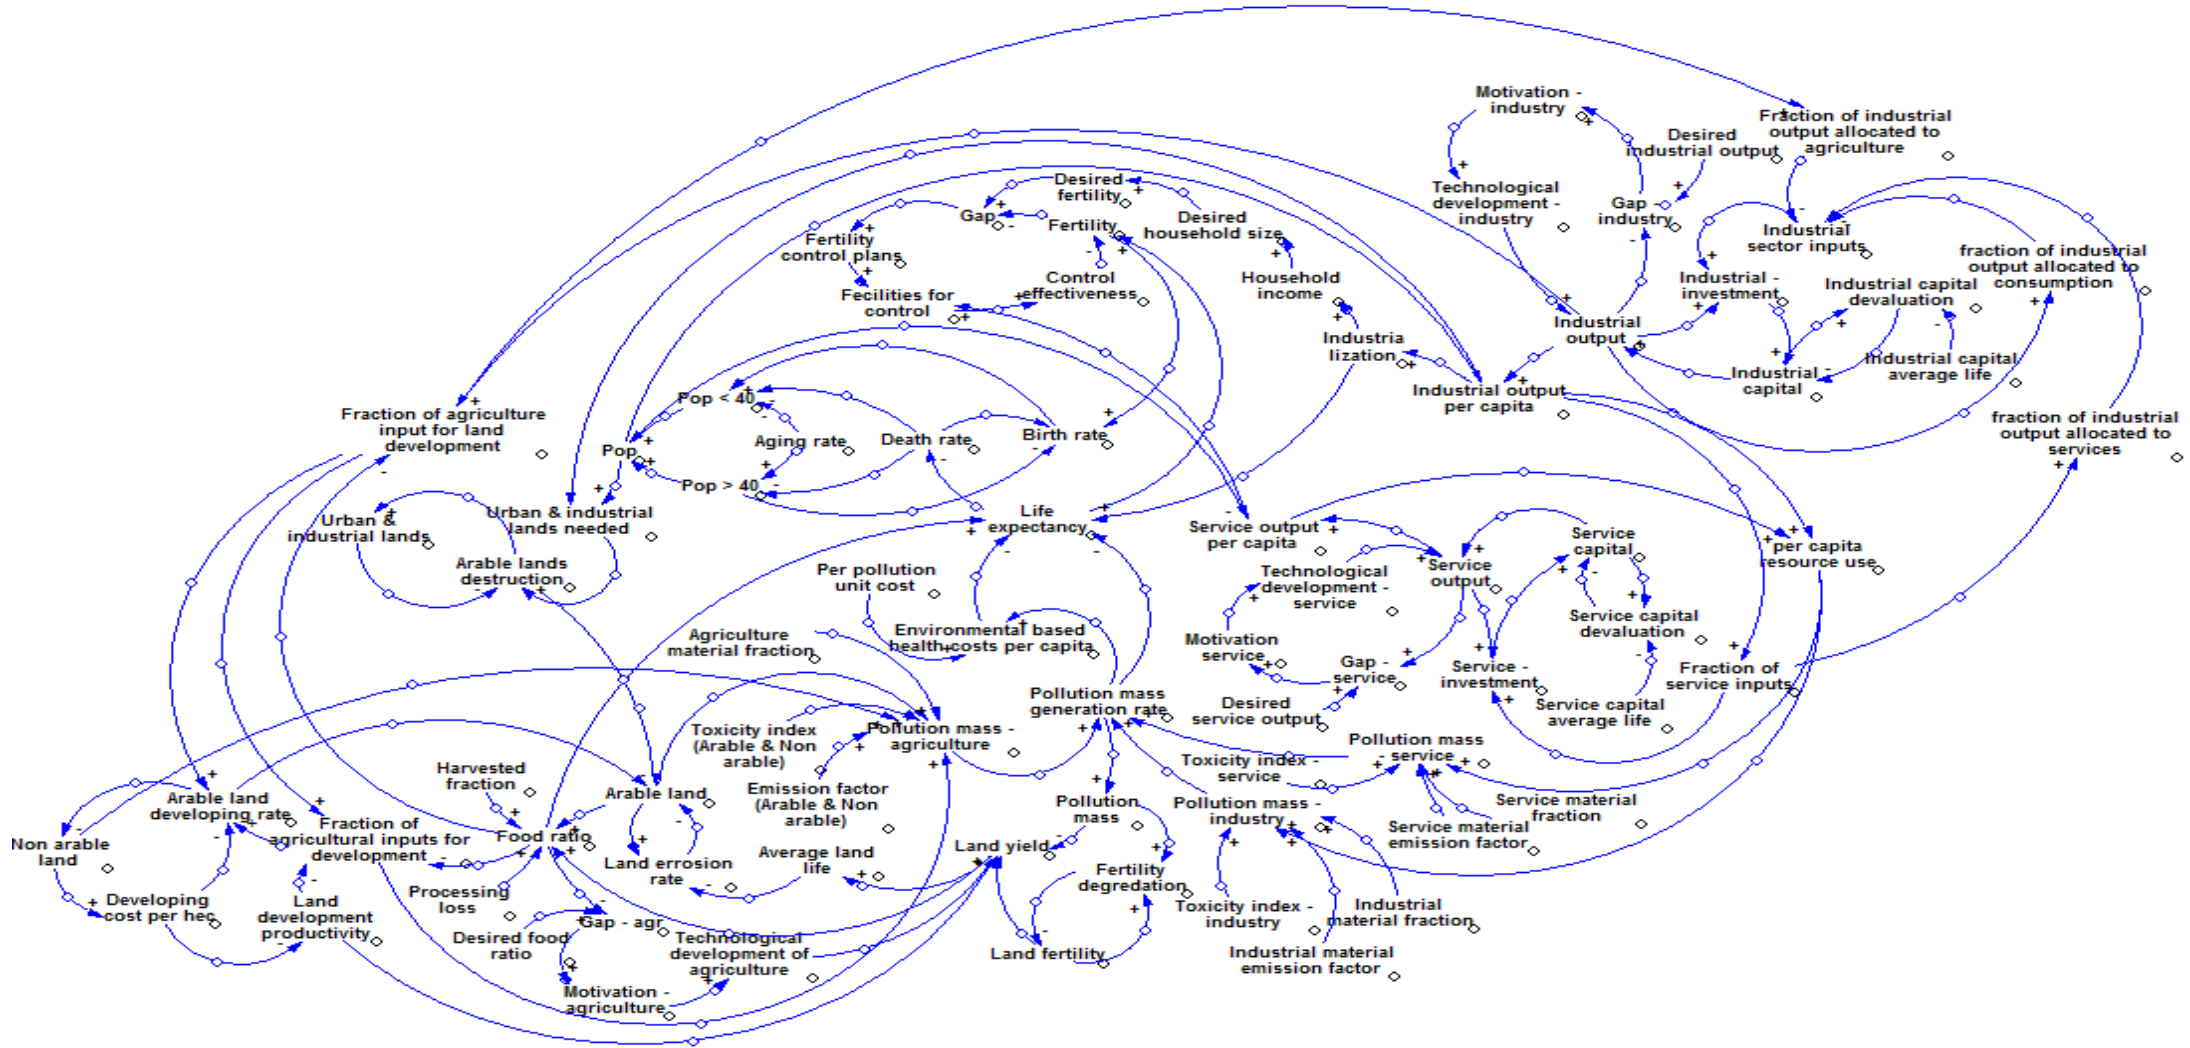 Motivation -
industry
Fraction of industrial
output allocated to
agriculture
Desired
industrial output
Technological
development -
industry
Gap -
industry
Industrial
sector inputs
fraction of industrial
output allocated to
consumption
Industrial -
investment
Industrial capital
devaluation
Industrial
output
Industrial capital
average life
Industrial
capital
fraction of industrial
output allocated to
services
Desired
fertility
Gap
Fertility
Desired
household size
Fertility
control plans
Control
effectiveness
Household
income
Fecilities for
control
Industria
lization
Industrial output
per capita
Fraction of agriculture
input for land
development
Pop < 40
Aging rate
Death rate
Birth rate
Pop
Pop > 40
Urban &
industrial lands
Urban & industrial
lands needed
Life
expectancy
Arable lands
destruction
Service output
per capita
Service
capital
per capita
resource use
Technological
development -
service
Service
output
Service capital
devaluation
Per pollution
unit cost
Environmental based
health costs per capita
Agriculture
material fraction
Motivation
service
Gap -
service
Service -
investment
Fraction of
service inputs
Service capital
average life
Desired
service output
Pollution mass
generation rate
Toxicity index
(Arable & Non
arable)
Pollution mass -
agriculture
Pollution mass
service
Toxicity index -
service
Harvested
fraction
Arable land
Emission factor
(Arable & Non
arable)
Pollution
mass
Pollution mass -
industry
Service material
fraction
Service material
emission factor
Arable land
developing rate
Non arable
land
Fraction of
agricultural inputs for
development
Food ratio
Land errosion
rate
Average land
life
Land yield
Fertility
degredation
Developing
cost per hec
Land
development
productivity
Processing
loss
Desired food
ratio
Gap - agr
Technological
development of
agriculture
Motivation -
agriculture
Land fertility
Toxicity index -
industry
Industrial
material fraction
Industrial material
emission factor